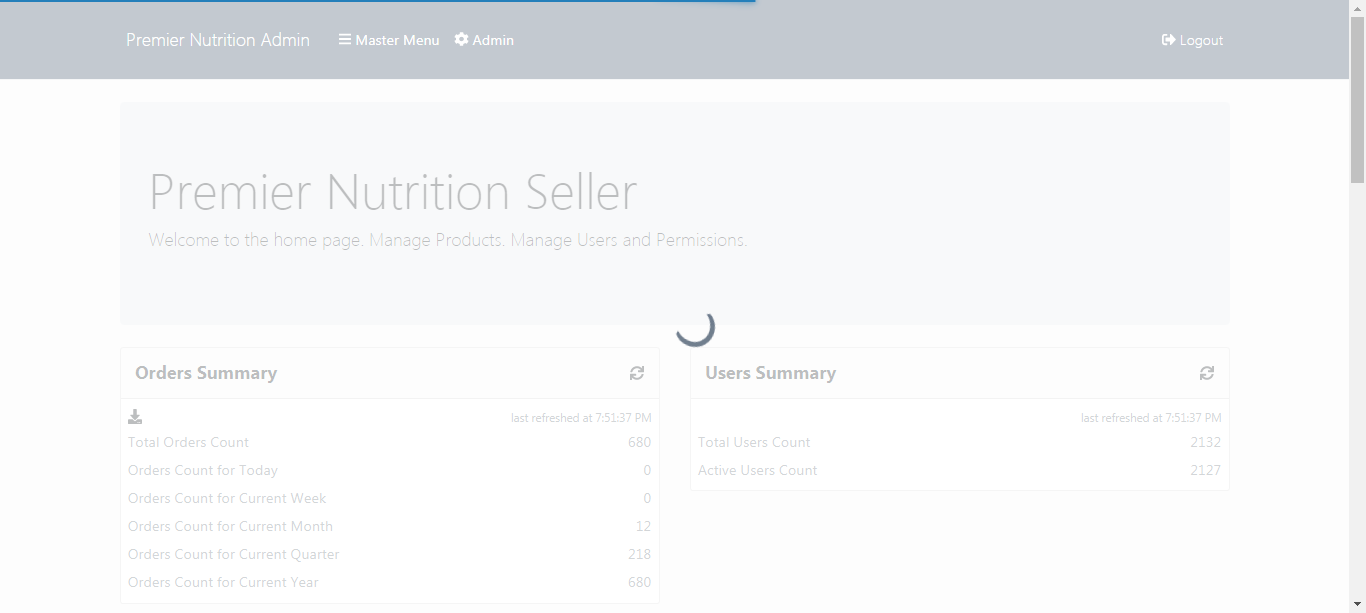 Premier Nutrition Admin Master Menu Admin Logout
Premier Nutrition Seller
Welcome to the home page. Manage Products. Manage Users and Permissions.
Orders Summary
last refreshed at 7:51:37 PM
Total Orders Count 680
Orders Count for Today 0
Orders Count for Current Week 0
Orders Count for Current Month 12
Orders Count for Current Quarter 218
Orders Count for Current Year 680
Users Summary
last refreshed at 7:51:37 PM
Total Users Count 2132
Active Users Count 2127